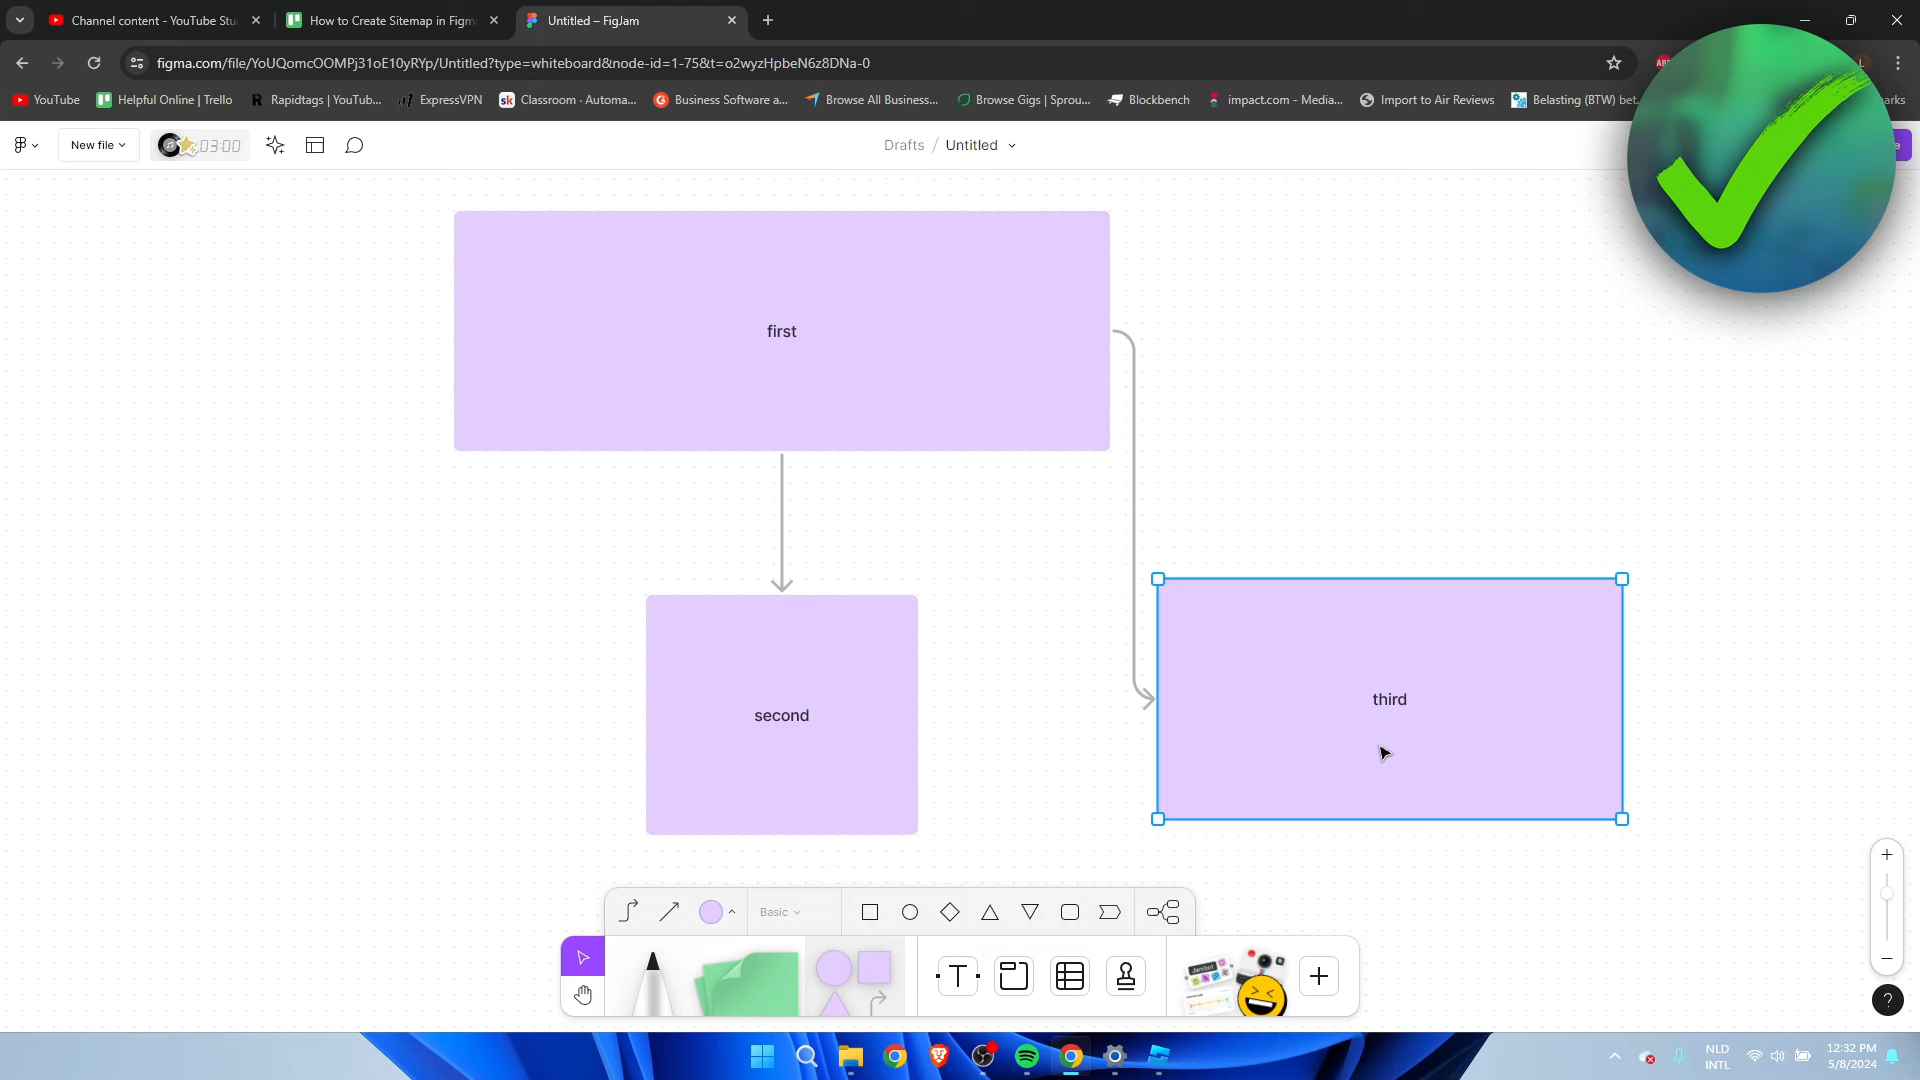 Channel content - YouTube Stu
How to Create Sitemap in Figm
Untitled – FigJam
figma.com/file/YoUQomcOOMPj31oE10yRYp/Untitled?type=whiteboard&node-id=1-75&t=o2wyzHpbeN6z8DNa-0
YouTube
Helpful Online | Trello
Rapidtags | YouTub...
ExpressVPN
Classroom · Automa...
Business Software a...
Browse All Business...
Browse Gigs | Sprou...
Blockbench
impact.com - Media...
Import to Air Reviews
Belasting (BTW) bet...
New file
03:00
Drafts / Untitled
first
second
third
Basic
T
Jambot
NLD
INTL
12:32 PM
5/8/2024